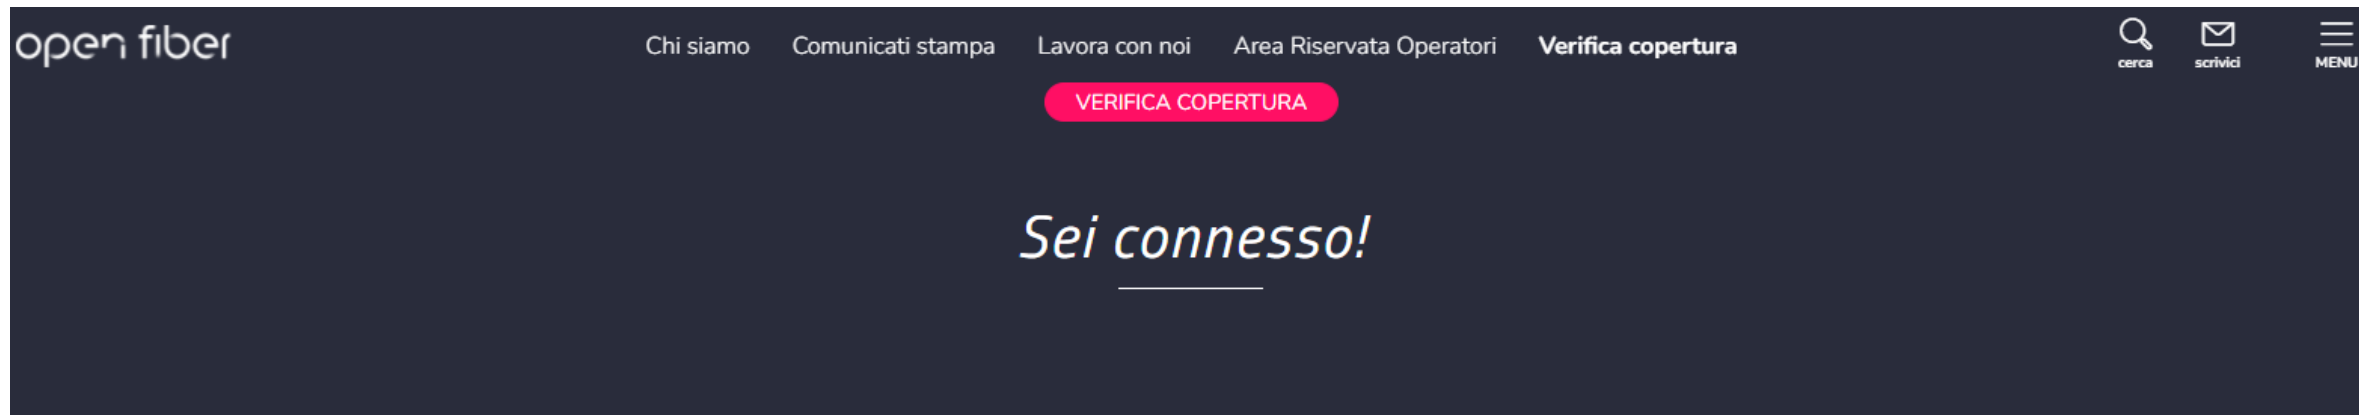 open fiber
Chi siamo Comunicati stampa Lavora con noi Area Riservata Operatori Verifica copertura
cerca scrivici MENU
VERIFICA COPERTURA
Sei connesso!